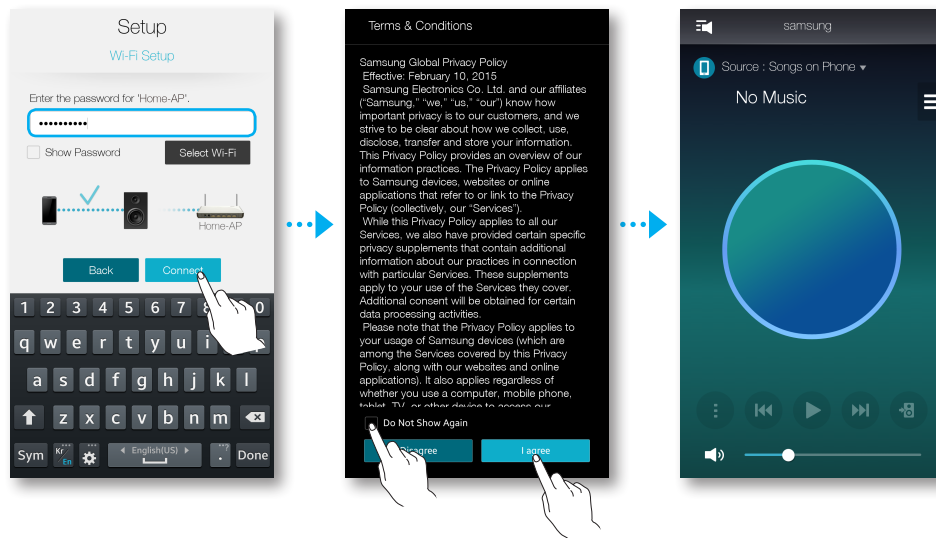 Setup
Wi-Fi Setup
Enter the password for 'Home-AP'.
••••••••••
Show Password
Select Wi-Fi
Home-AP
Back
Connect
1 2 3 4 5 6 7 8 0
q w e r t y u i
a s d f g h j k l
z x c v b n m
Sym Kr En English(US) . Done
Terms & Conditions
Samsung Global Privacy Policy
Effective: February 10, 2015
Samsung Electronics Co. Ltd. and our affiliates
(“Samsung,” “we,” “us,” “our”) know how
important privacy is to our customers, and we
strive to be clear about how we collect, use,
disclose, transfer and store your information.
This Privacy Policy provides an overview of our
information practices. The Privacy Policy applies
to Samsung devices, websites or online
applications that refer to or link to the Privacy
Policy (collectively, our “Services”).
While this Privacy Policy applies to all our
Services, we also have provided certain specific
privacy supplements that contain additional
information about our practices in connection
with particular Services. These supplements
apply to your use of the Services they cover.
Additional consent will be obtained for certain
data processing activities.
Please note that the Privacy Policy applies to
your usage of Samsung devices (which are
among the Services covered by this Privacy
Policy, along with our websites and online
applications). It also applies regardless of
whether you use a computer, mobile phone,
tablet, TV, or other device to access our
Do Not Show Again
Disagree
I agree
samsung
Source : Songs on Phone
No Music